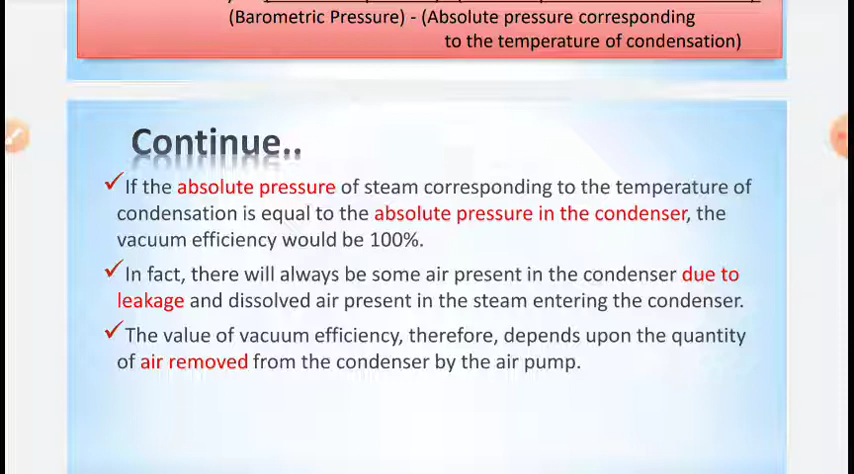 (Barometric Pressure) - (Absolute pressure corresponding
to the temperature of condensation)
Continue..
✓If the absolute pressure of steam corresponding to the temperature of
condensation is equal to the absolute pressure in the condenser, the
vacuum efficiency would be 100%.
✓In fact, there will always be some air present in the condenser due to
leakage and dissolved air present in the steam entering the condenser.
✓The value of vacuum efficiency, therefore, depends upon the quantity
of air removed from the condenser by the air pump.